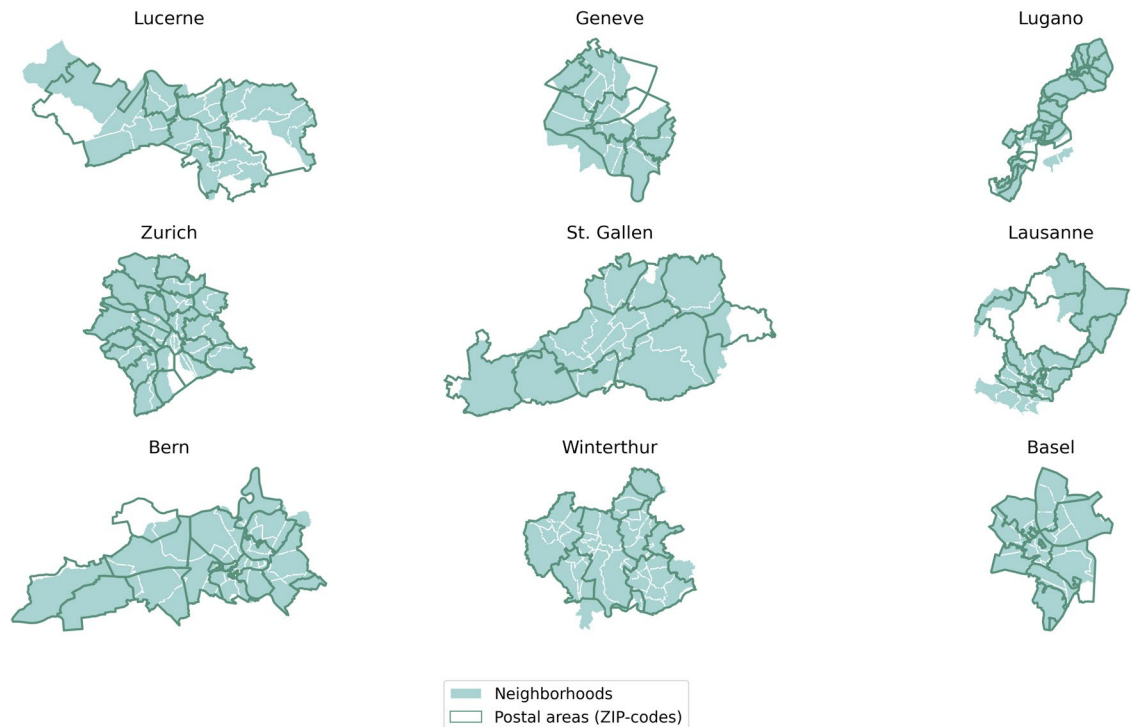 Lucerne
Geneve
Lugano
Zurich
St. Gallen
Lausanne
Bern
Winterthur
Basel
Neighborhoods
Postal areas (ZIP-codes)